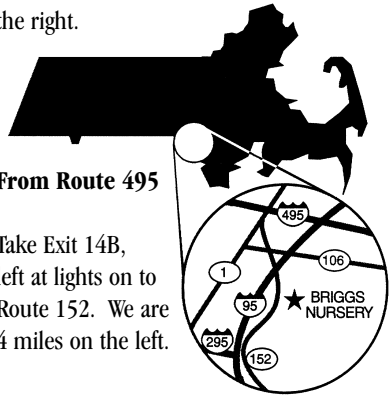 the right.
From Route 495
Take Exit 14B,
left at lights on to
Route 152. We are
4 miles on the left.
495
106
1
95
BRIGGS
NURSERY
295
152